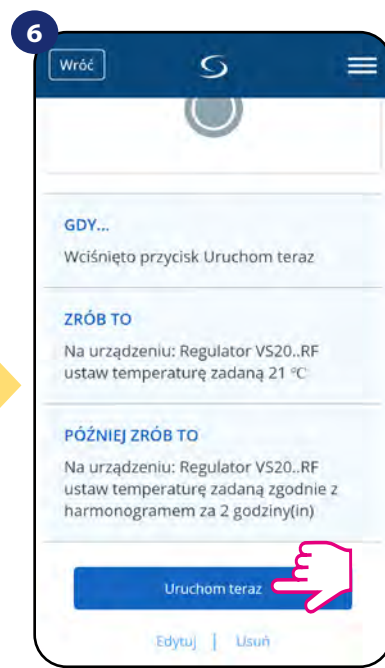 6
Wróć
GDY...
Wciśnięto przycisk Uruchom teraz
ZRÓB TO
Na urządzeniu: Regulator VS20..RF
ustaw temperaturę zadaną 21 °C
PÓŹNIEJ ZRÓB TO
Na urządzeniu: Regulator VS20..RF
ustaw temperaturę zadaną zgodnie z
harmonogramem za 2 godziny(in)
Uruchom teraz
Edytuj | Usuń